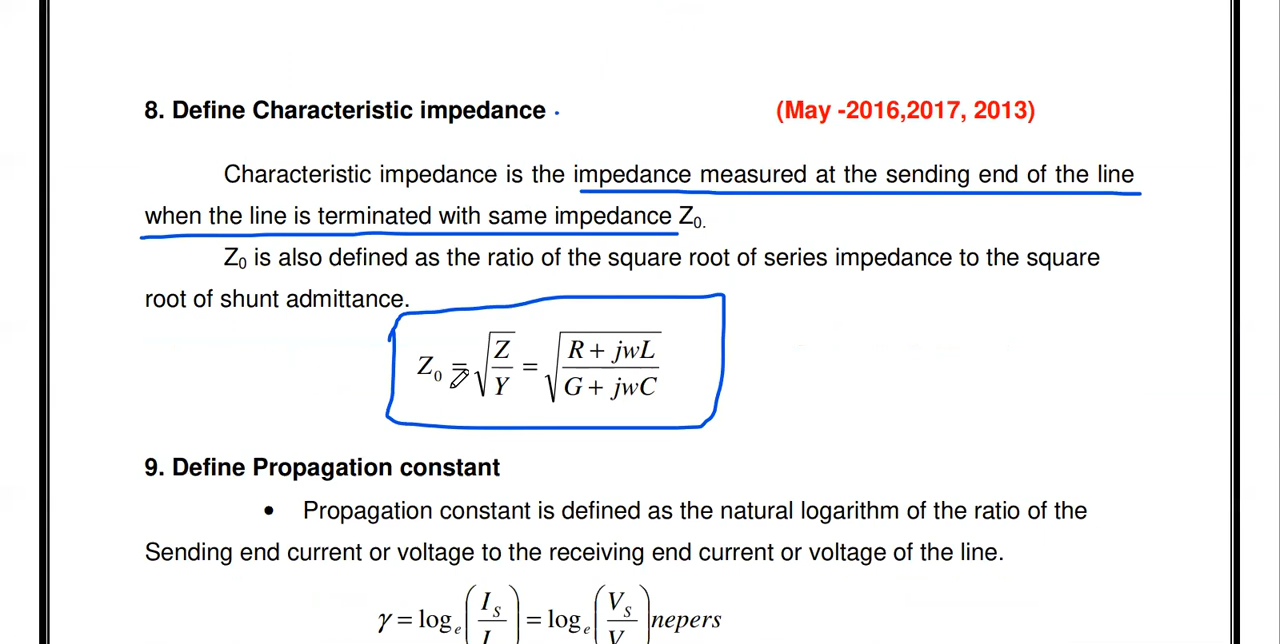 8. Define Characteristic impedance (May -2016,2017, 2013)
Characteristic impedance is the impedance measured at the sending end of the line
when the line is terminated with same impedance Z₀.
Z₀ is also defined as the ratio of the square root of series impedance to the square
root of shunt admittance.
Z₀ = √(Z/Y) = √((R + jwL)/(G + jwC))
9. Define Propagation constant
• Propagation constant is defined as the natural logarithm of the ratio of the
Sending end current or voltage to the receiving end current or voltage of the line.
γ = logₑ(I_S/I) = logₑ(V_S/V) nepers